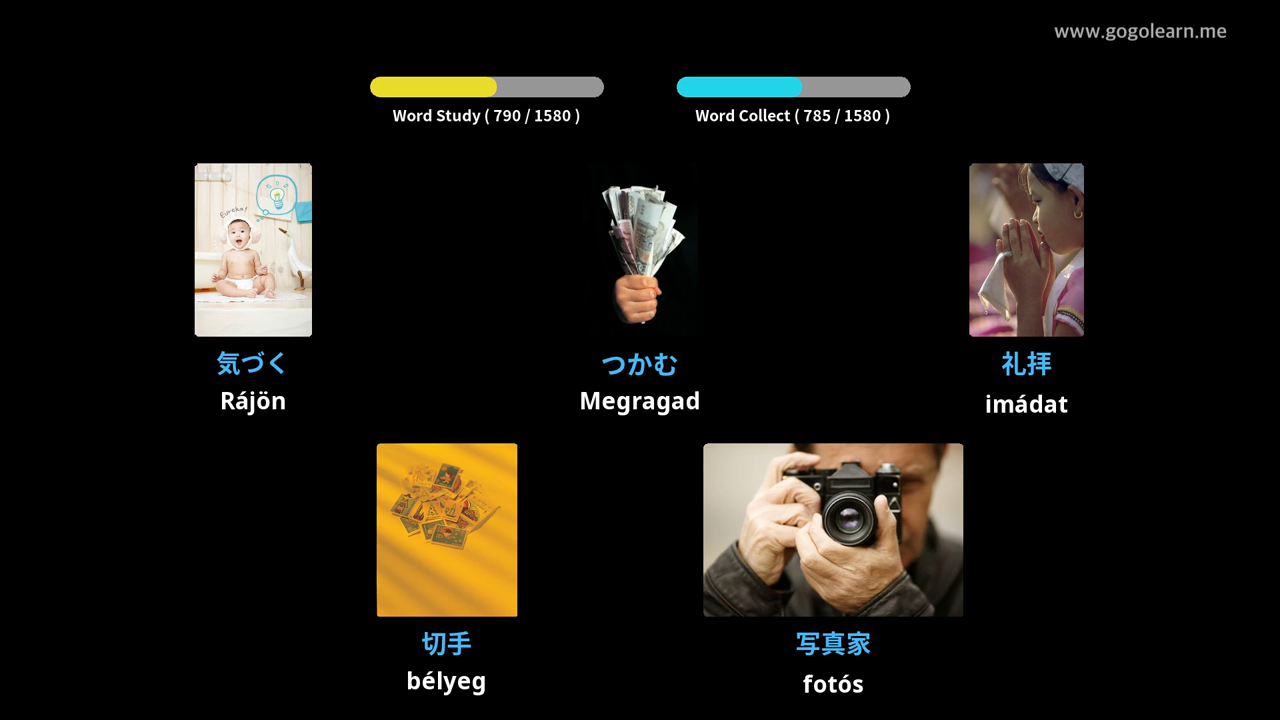 www.gogolearn.me
Word Study ( 790 / 1580 )
Word Collect ( 785 / 1580 )
Eureka!
気づく
つかむ
礼拝
Rájön
Megragad
imádat
切手
写真家
bélyeg
fotós